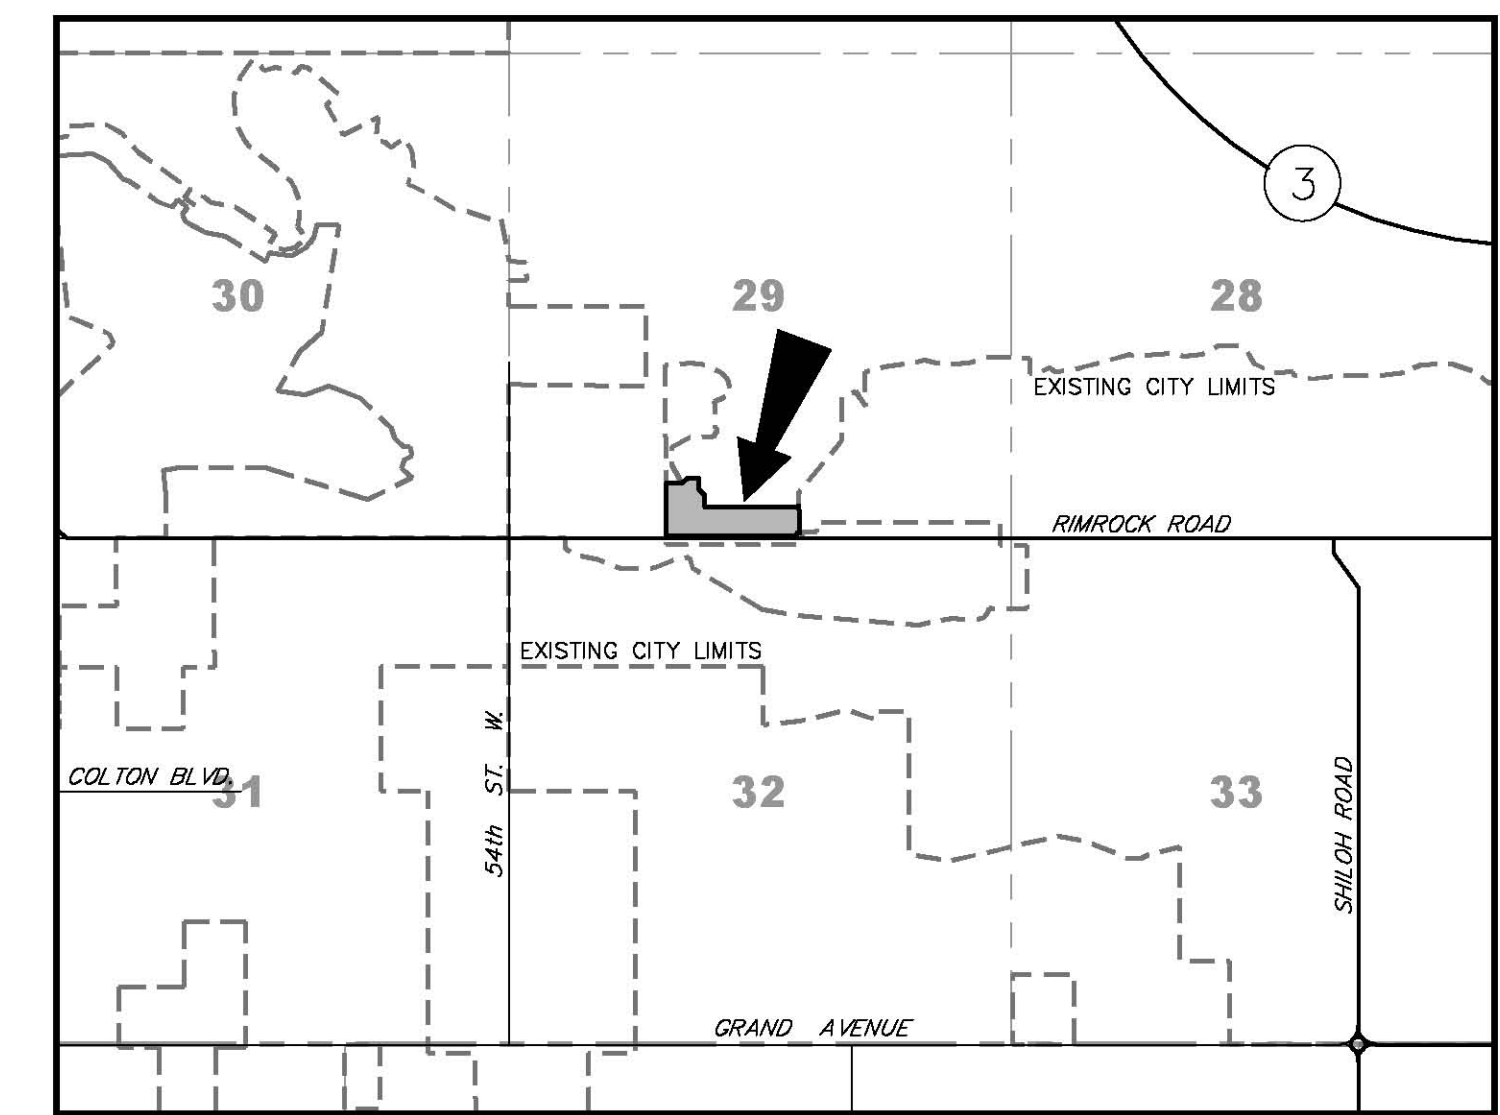 3
30
29
28
EXISTING CITY LIMITS
RIMROCK ROAD
EXISTING CITY LIMITS
COLTON BLVD.
31
54th ST. W.
32
33
SHILOH ROAD
GRAND AVENUE